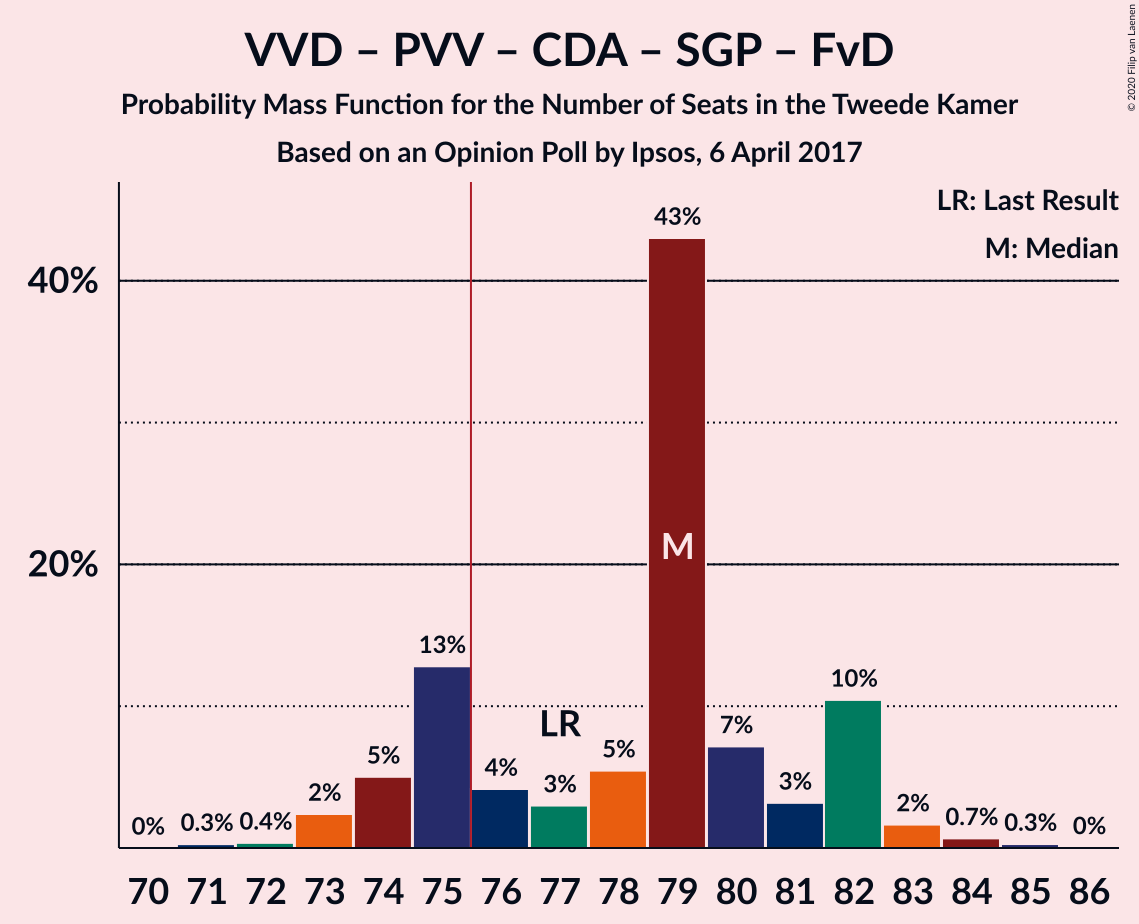 VVD – PVV – CDA – SGP – FvD
Probability Mass Function for the Number of Seats in the Tweede Kamer
Based on an Opinion Poll by Ipsos, 6 April 2017
© 2020 Filip van Laenen
LR: Last Result
M: Median
40%
20%
0%
0.3%
0.4%
2%
5%
13%
4%
LR
3%
5%
43%
M
7%
3%
10%
2%
0.7%
0.3%
0%
70 71 72 73 74 75 76 77 78 79 80 81 82 83 84 85 86